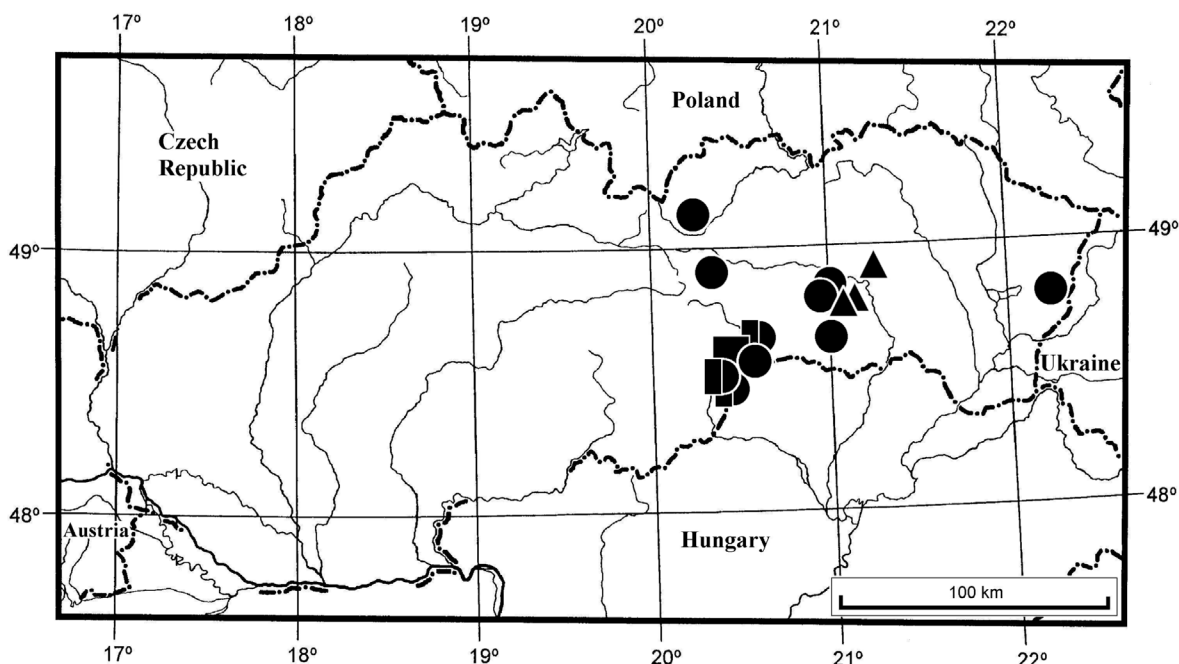 17º 18º 19º 20º 21º 22º
Poland
Czech
Republic
49º 49º
Ukraine
48º 48º
Austria
Hungary
100 km
17º 18º 19º 20º 21º 22º